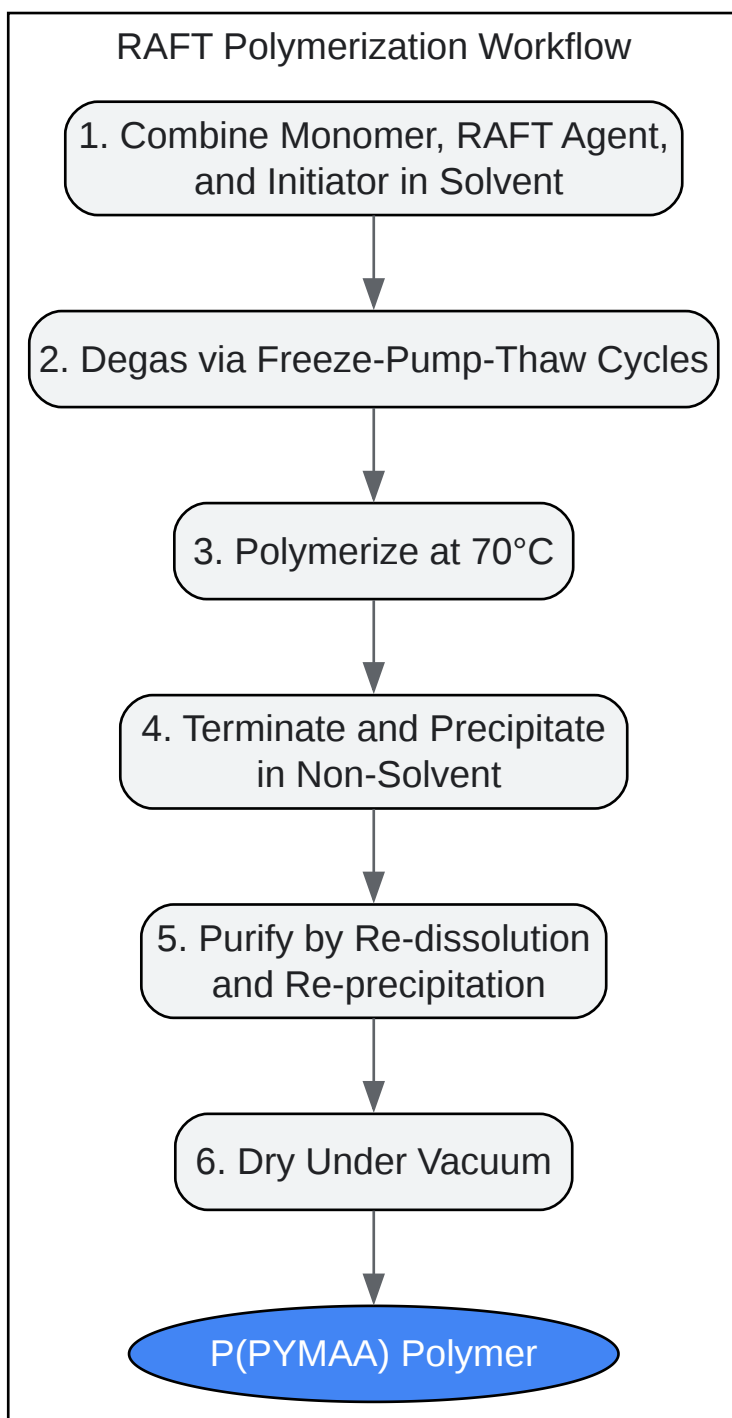 RAFT Polymerization Workflow
1. Combine Monomer, RAFT Agent,
and Initiator in Solvent
2. Degas via Freeze-Pump-Thaw Cycles
3. Polymerize at 70°C
4. Terminate and Precipitate
in Non-Solvent
5. Purify by Re-dissolution
and Re-precipitation
6. Dry Under Vacuum
P(PYMAA) Polymer